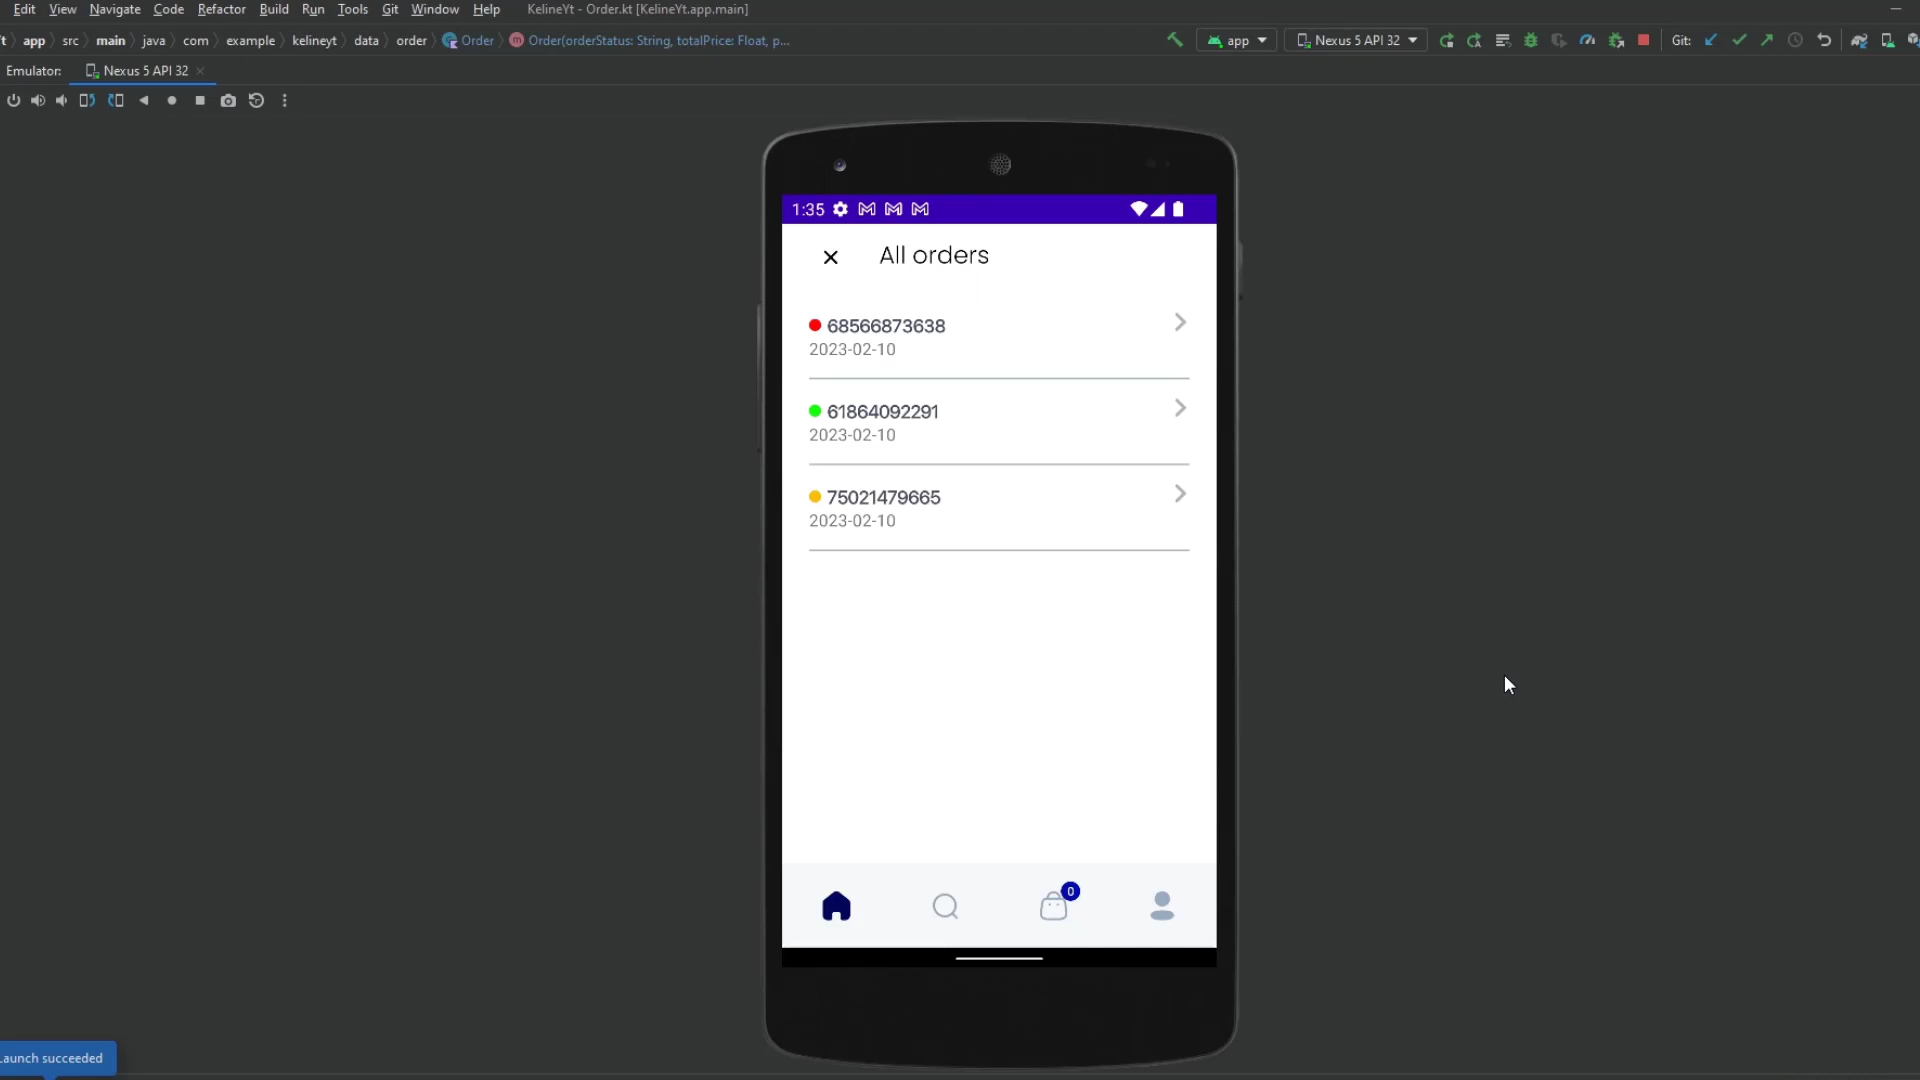 Edit View Navigate Code Refactor Build Run Tools Git Window Help KelineYt - Order.kt [KelineYt.app.main]
t app src main java com example kelineyt data order Order Order(orderStatus: String, totalPrice: Float, p... app Nexus 5 API 32 Git:
Emulator: Nexus 5 API 32
1:35
All orders
68566873638
2023-02-10
61864092291
2023-02-10
75021479665
2023-02-10
0
Launch succeeded